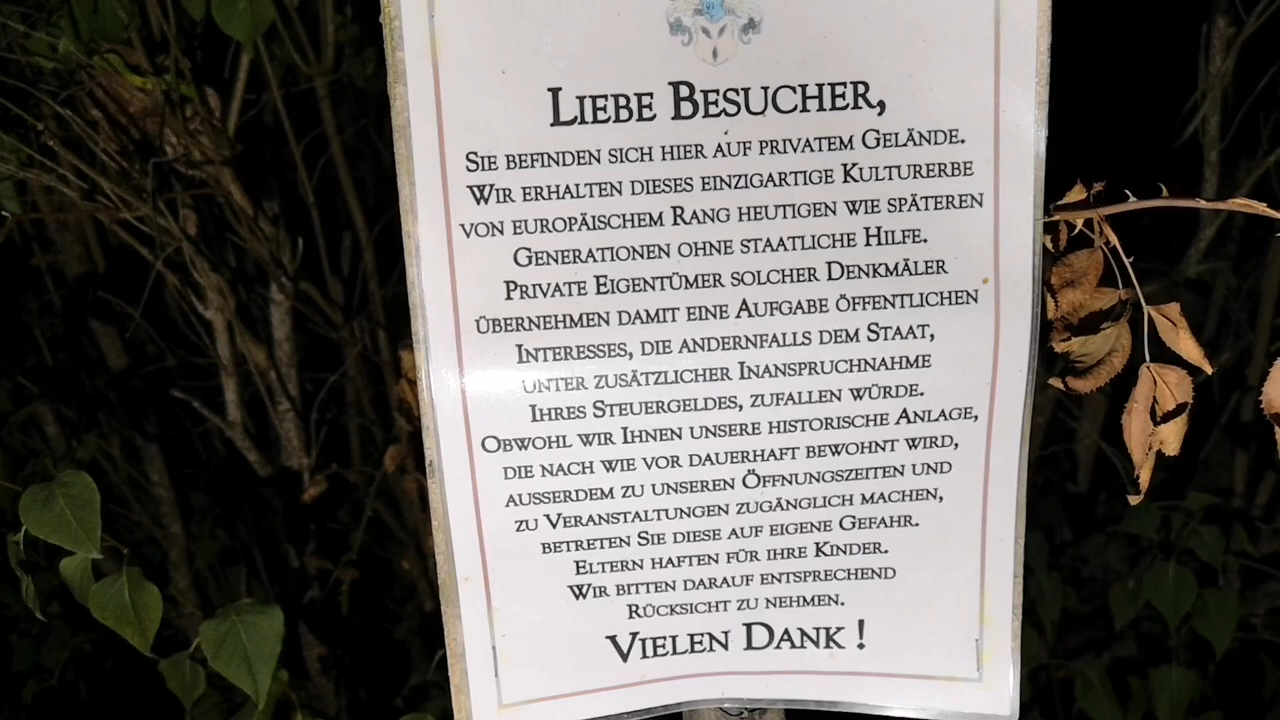 Liebe Besucher,
Sie befinden sich hier auf privatem Gelände.
Wir erhalten dieses einzigartige Kulturerbe
von europäischem Rang heutigen wie späteren
Generationen ohne staatliche Hilfe.
Private Eigentümer solcher Denkmäler
übernehmen damit eine Aufgabe öffentlichen
Interesses, die andernfalls dem Staat,
unter zusätzlicher Inanspruchnahme
Ihres Steuergeldes, zufallen würde.
Obwohl wir Ihnen unsere historische Anlage,
die nach wie vor dauerhaft bewohnt wird,
ausserdem zu unseren Öffnungszeiten und
zu Veranstaltungen zugänglich machen,
betreten Sie diese auf eigene Gefahr.
Eltern haften für ihre Kinder.
Wir bitten darauf entsprechend
Rücksicht zu nehmen.
Vielen Dank !